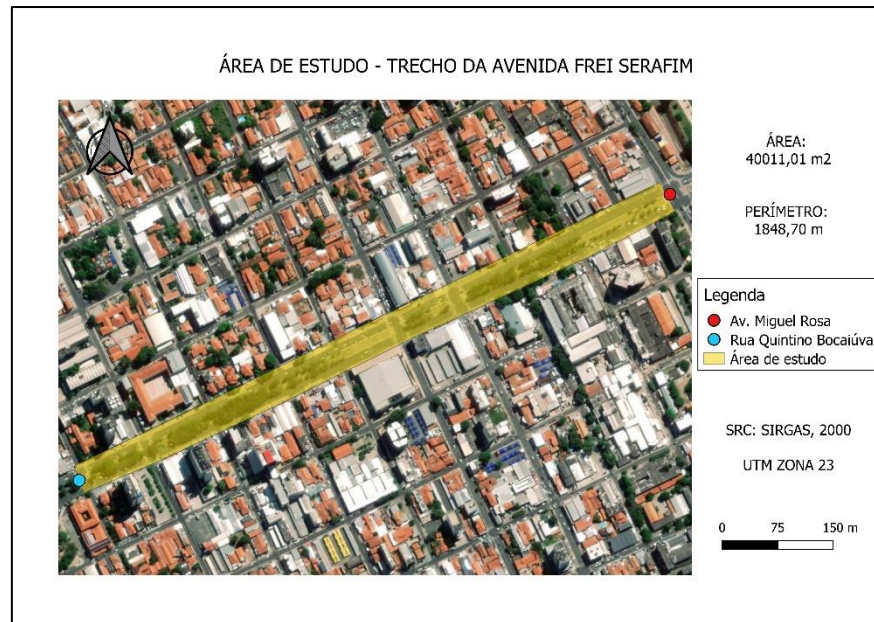 ÁREA DE ESTUDO - TRECHO DA AVENIDA FREI SERAFIM
ÁREA:
40011,01 m2
PERÍMETRO:
1848,70 m
Legenda
Av. Miguel Rosa
Rua Quintino Bocaiúva
Área de estudo
SRC: SIRGAS, 2000
UTM ZONA 23
0 75 150 m